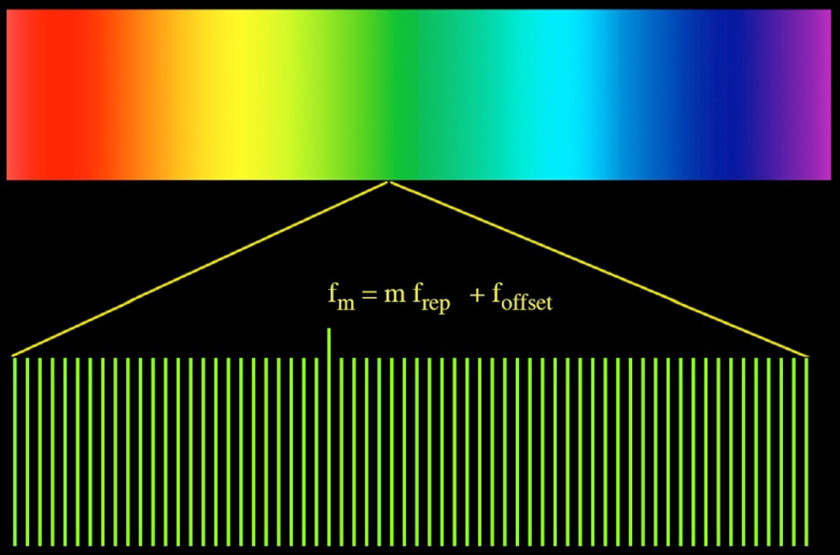 fm = m frep + foffset